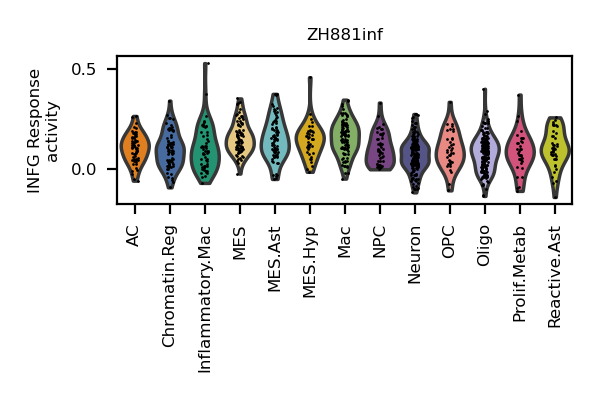 ZH881inf
INFG Response
activity
0.5
0.0
AC
Chromatin.Reg
Inflammatory.Mac
MES
MES.Ast
MES.Hyp
Mac
NPC
Neuron
OPC
Oligo
Prolif.Metab
Reactive.Ast